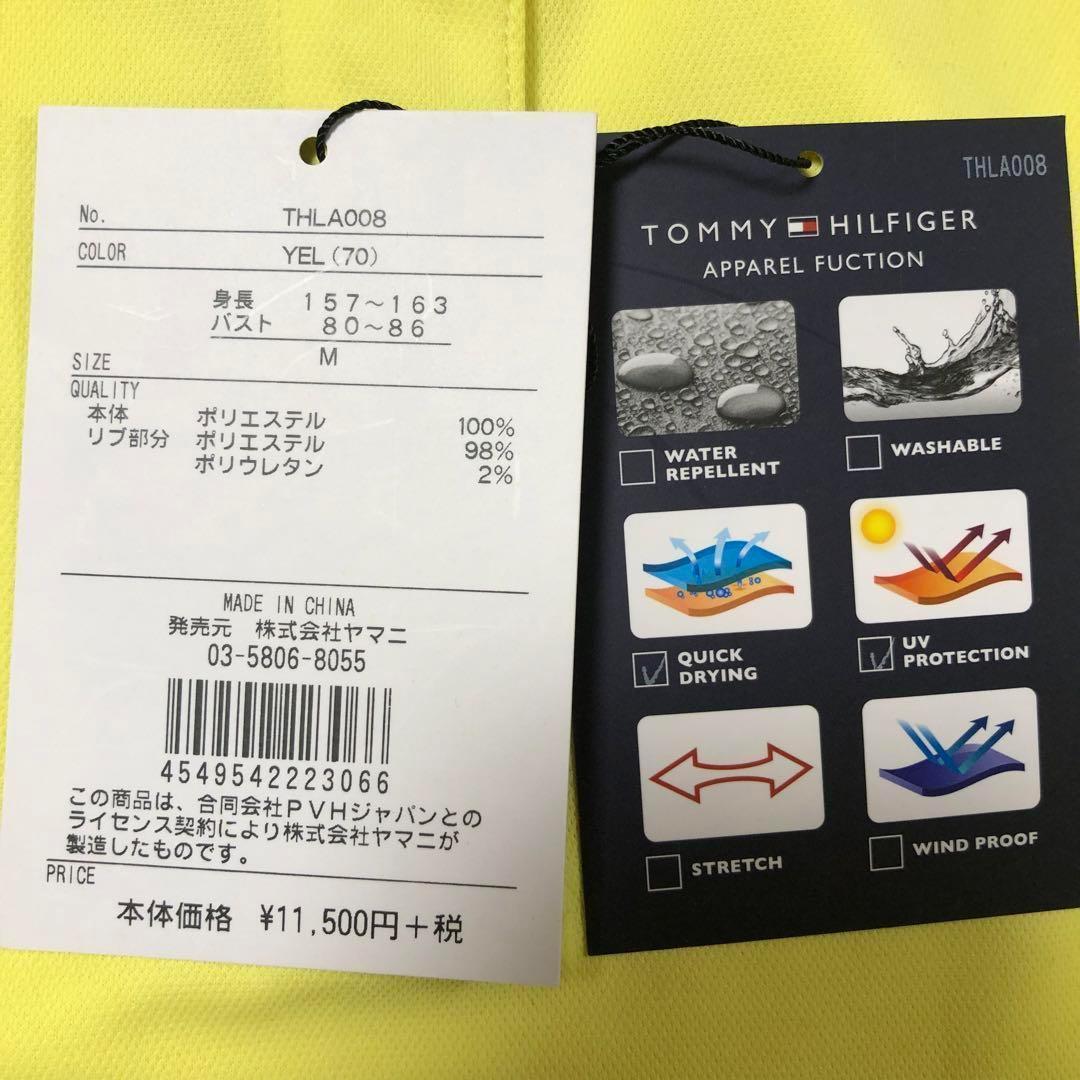 No. THLA008
COLOR YEL(70)
身長 157～163
バスト 80～86
SIZE M
QUALITY
本体 ポリエステル 100%
リブ部分 ポリエステル 98%
ポリウレタン 2%
MADE IN CHINA
発売元 株式会社ヤマニ
03-5806-8055
4549542223066
この商品は、合同会社PVHジャパンとの
ライセンス契約により株式会社ヤマニが
製造したものです。
PRICE
本体価格 ¥11,500円＋税
THLA008
TOMMY HILFIGER
APPAREL FUCTION
WATER
REPELLENT
WASHABLE
QUICK
DRYING
UV
PROTECTION
STRETCH
WIND PROOF